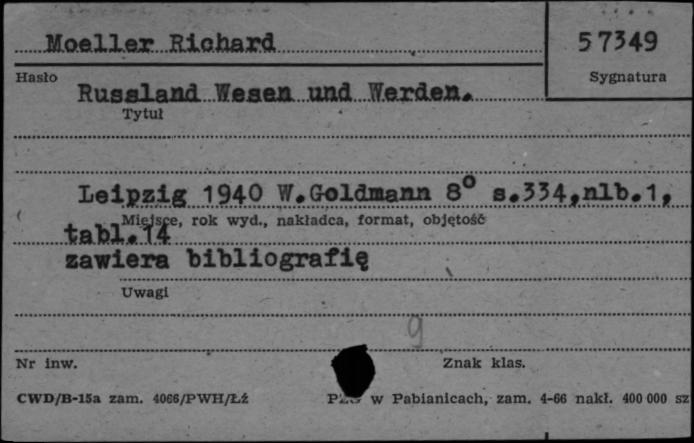 Moeller Richard
57349
Hasło
Sygnatura
Russland Wesen und Werden.
Tytuł
Leipzig 1940 W.Goldmann 8° s.334,nlb.1,
Miejsce, rok wyd., nakładca, format, objętość
tabl.14
zawiera bibliografię
Uwagi
9
Nr inw.
Znak klas.
CWD/B-15a zam. 4066/PWH/Łź
w Pabianicach, zam. 4-66 nakł. 400 000 sz